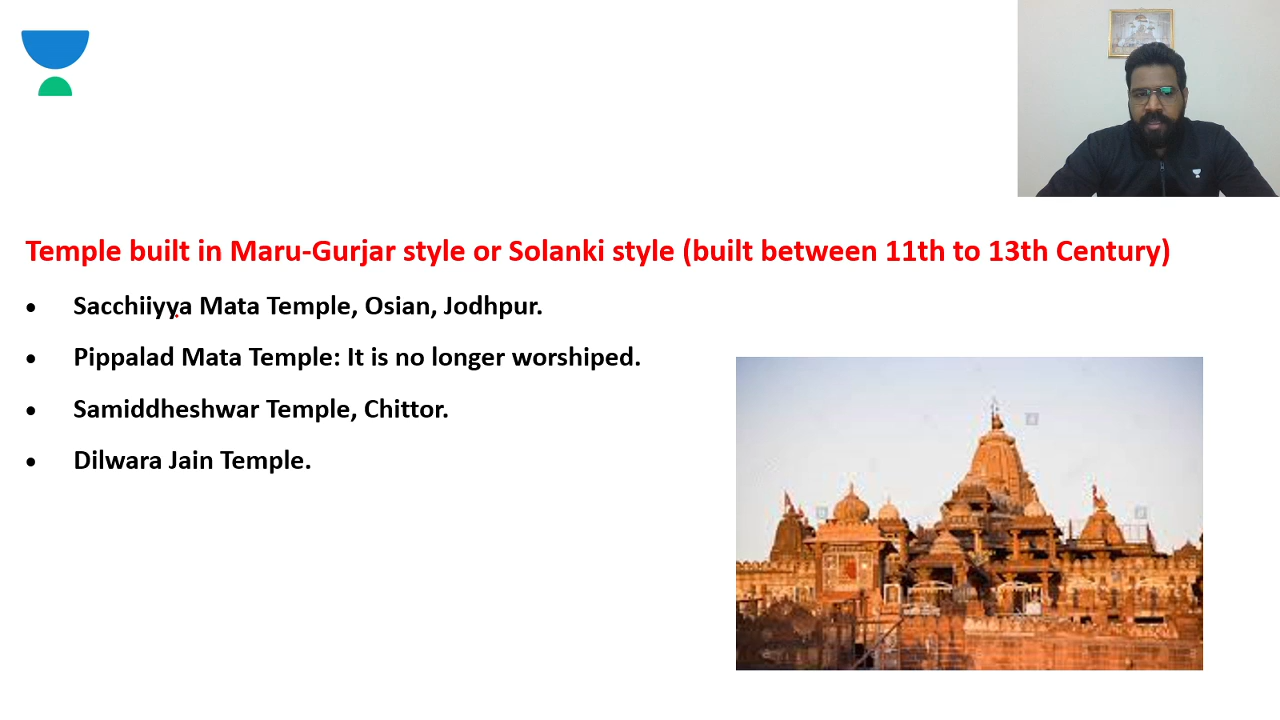 Temple built in Maru-Gurjar style or Solanki style (built between 11th to 13th Century)
• Sacchiiyya Mata Temple, Osian, Jodhpur.
• Pippalad Mata Temple: It is no longer worshiped.
• Samiddheshwar Temple, Chittor.
• Dilwara Jain Temple.